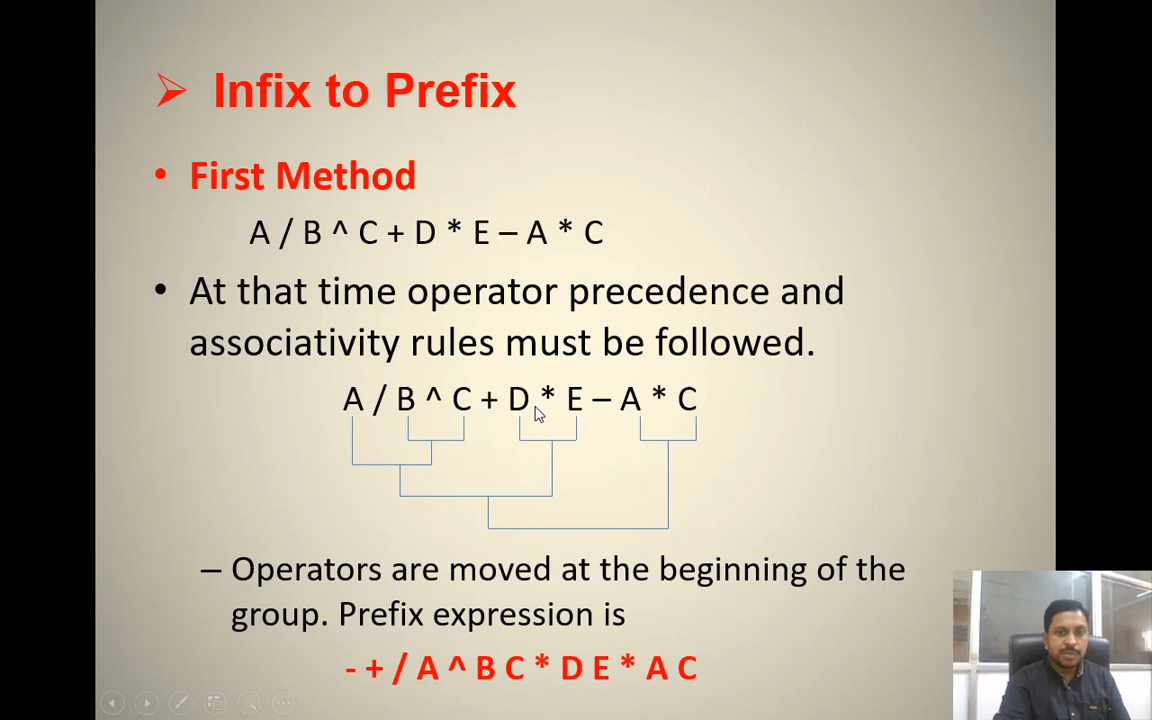 ➢ Infix to Prefix
• First Method
A / B ^ C + D * E – A * C
• At that time operator precedence and
associativity rules must be followed.
A / B ^ C + D * E – A * C
– Operators are moved at the beginning of the
group. Prefix expression is
- + / A ^ B C * D E * A C